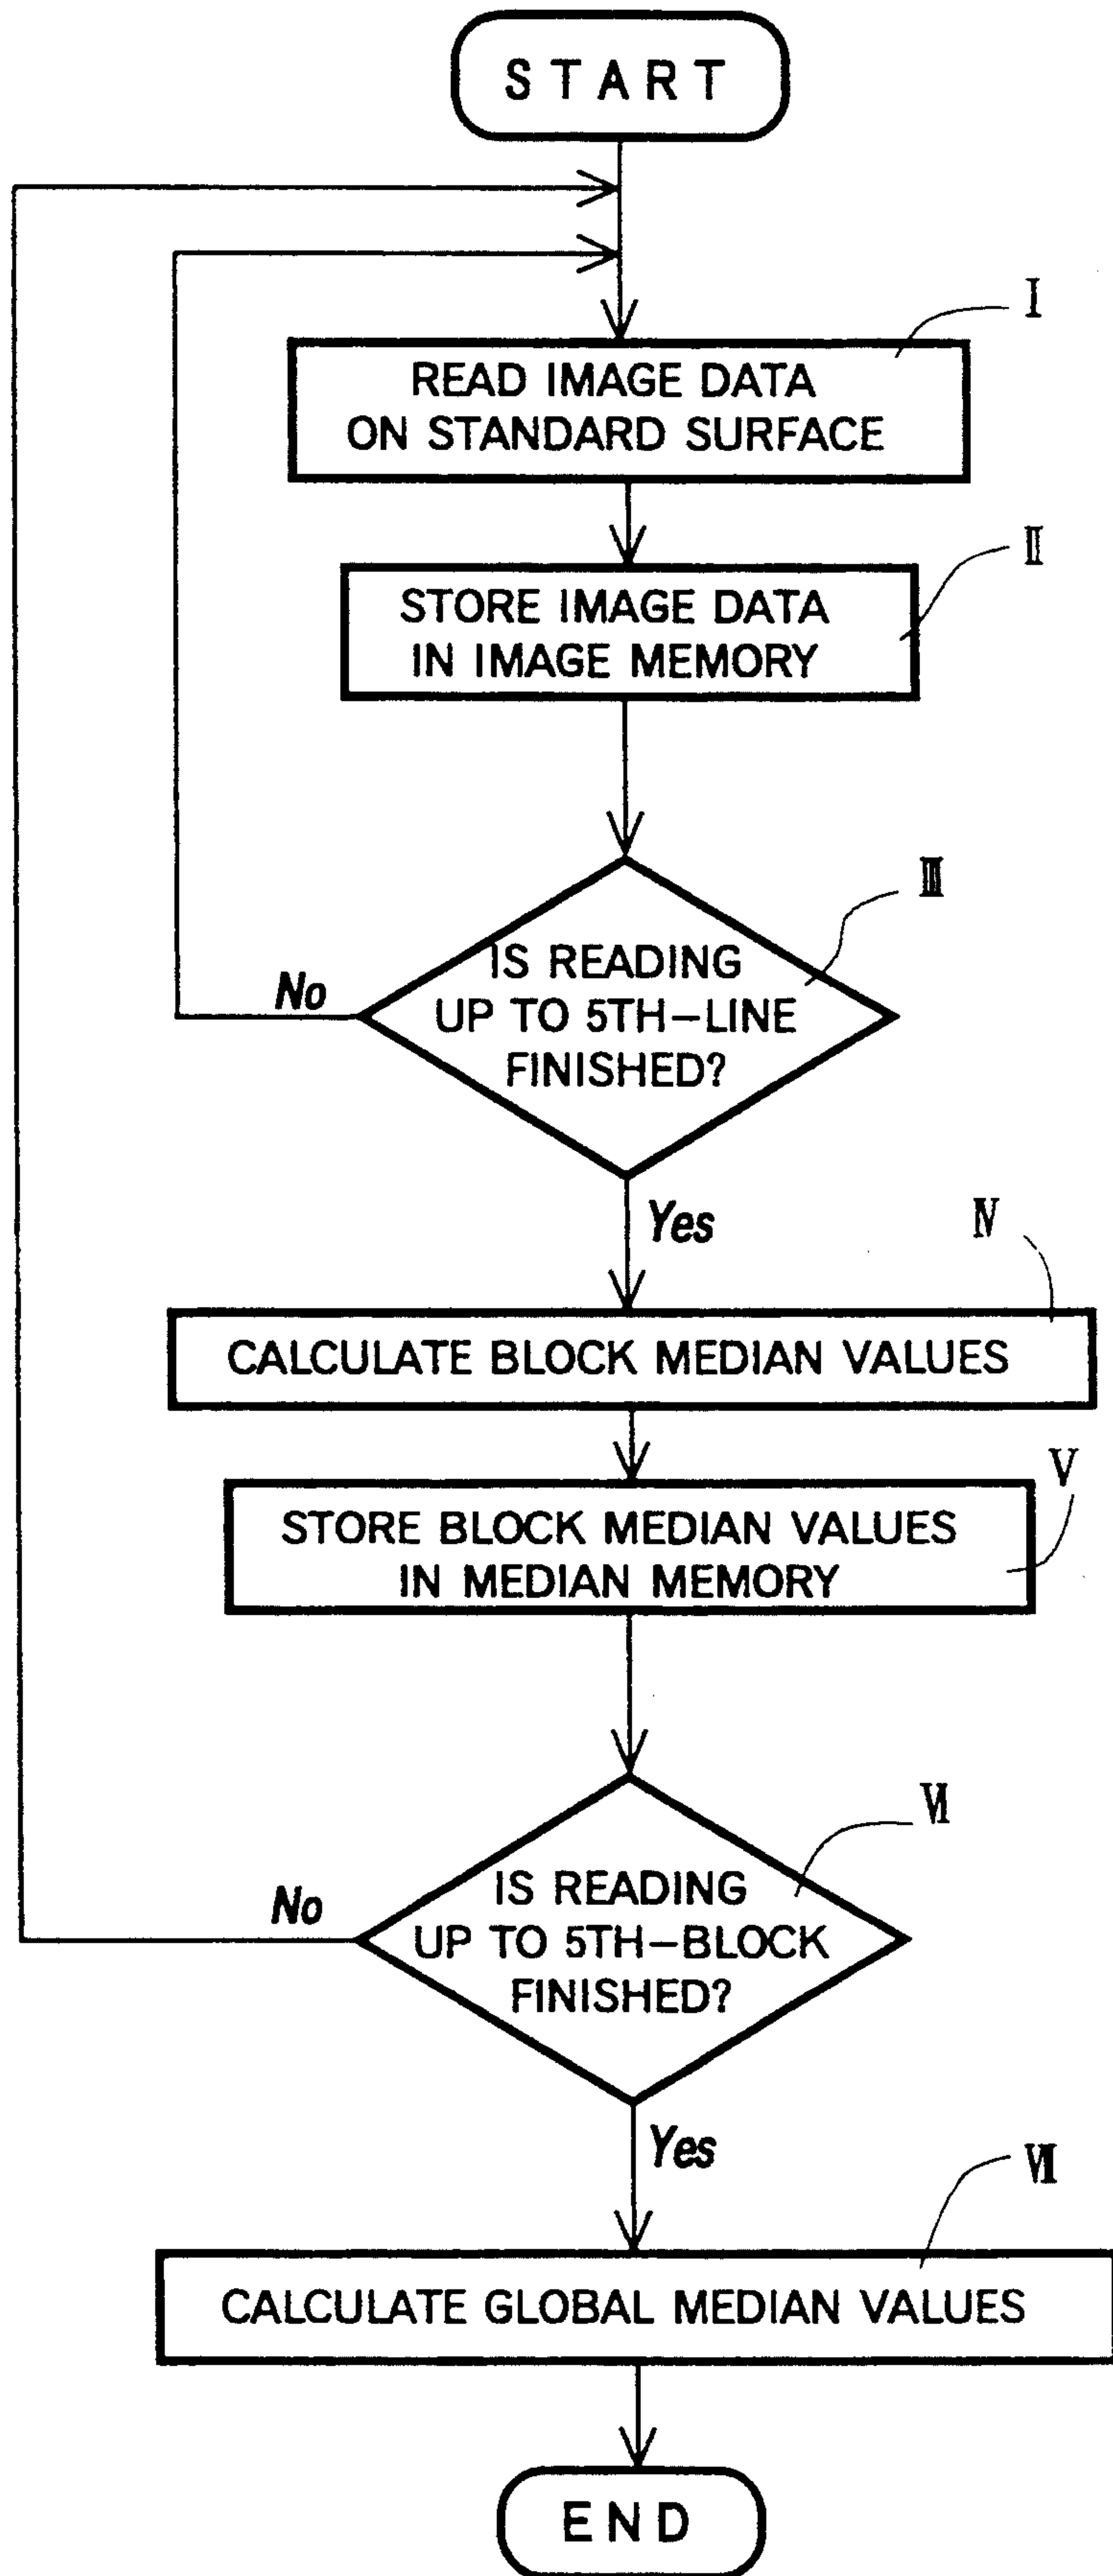 START
I
READ IMAGE DATA
ON STANDARD SURFACE
II
STORE IMAGE DATA
IN IMAGE MEMORY
III
IS READING
UP TO 5TH–LINE
FINISHED?
No
Yes
IV
CALCULATE BLOCK MEDIAN VALUES
V
STORE BLOCK MEDIAN VALUES
IN MEDIAN MEMORY
VI
IS READING
UP TO 5TH–BLOCK
FINISHED?
No
Yes
VII
CALCULATE GLOBAL MEDIAN VALUES
END